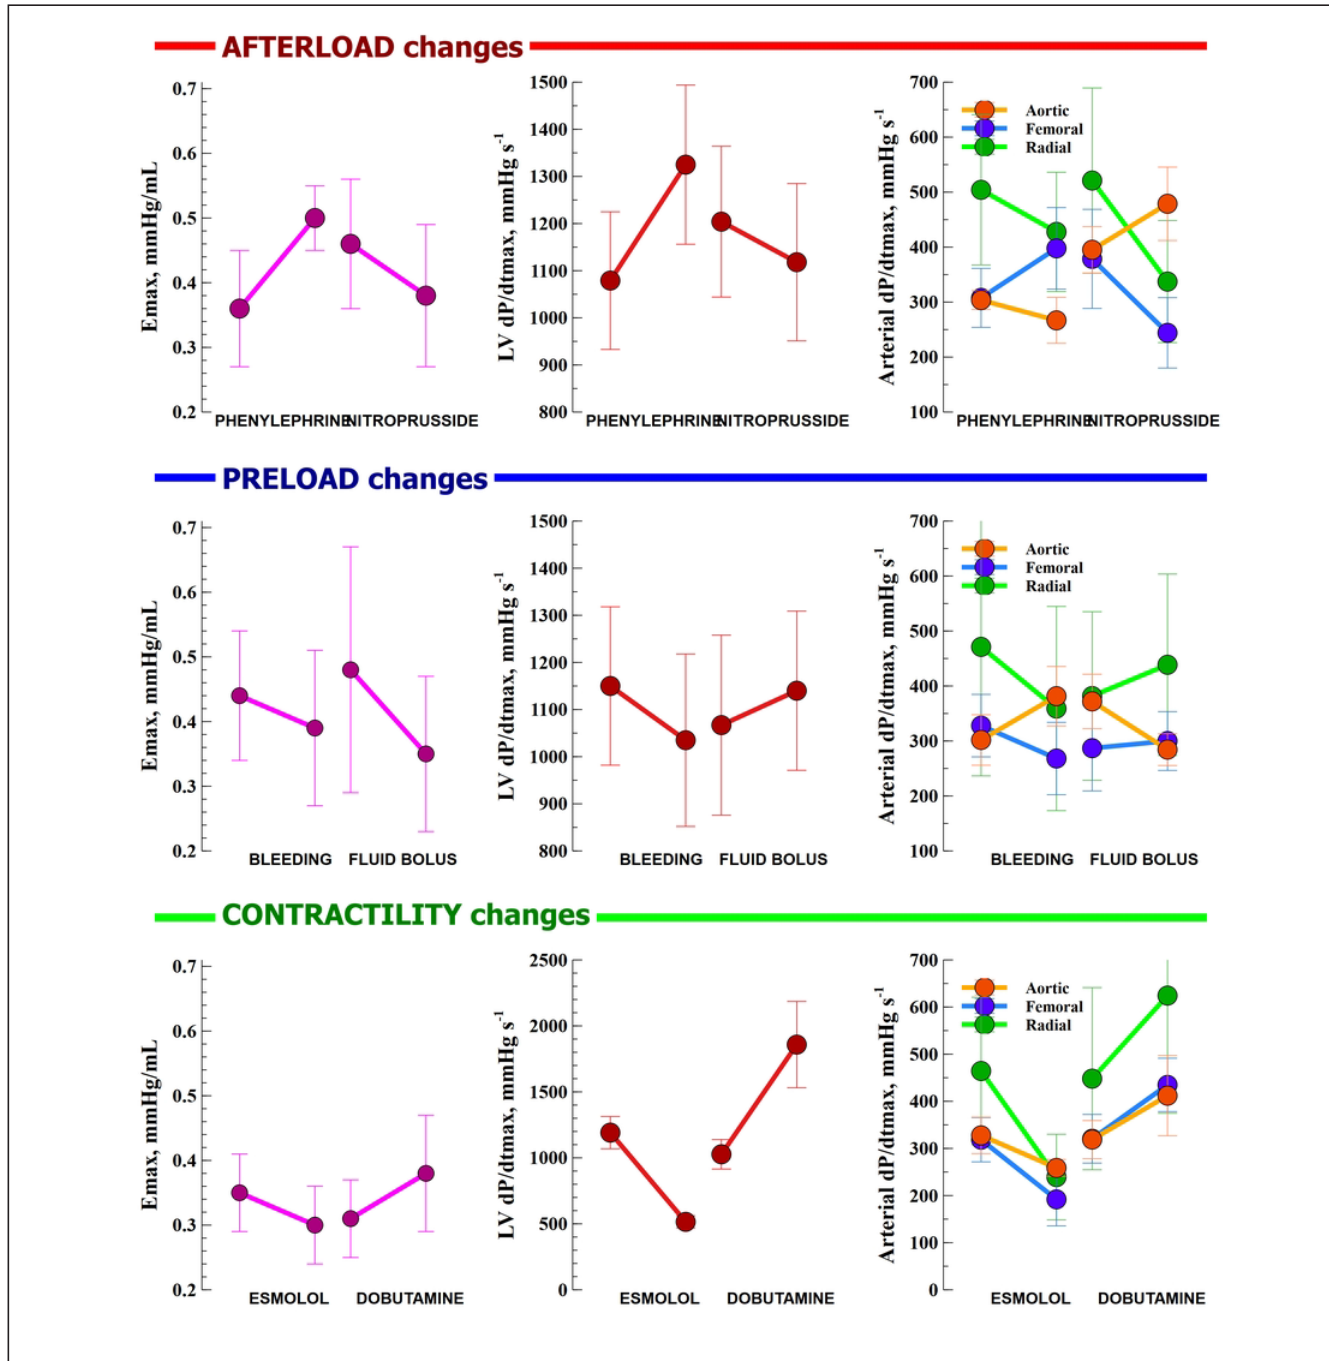 AFTERLOAD changes
Emax, mmHg/mL
0.7
0.6
0.5
0.4
0.3
0.2
PHENYLEPHRINE NITROPRUSSIDE
LV dP/dtmax, mmHg s-1
1500
1400
1300
1200
1100
1000
900
800
PHENYLEPHRINE NITROPRUSSIDE
Arterial dP/dtmax, mmHg s-1
700
600
500
400
300
200
100
Aortic
Femoral
Radial
PHENYLEPHRINE NITROPRUSSIDE
PRELOAD changes
Emax, mmHg/mL
0.7
0.6
0.5
0.4
0.3
0.2
BLEEDING FLUID BOLUS
LV dP/dtmax, mmHg s-1
1500
1400
1300
1200
1100
1000
900
800
BLEEDING FLUID BOLUS
Arterial dP/dtmax, mmHg s-1
700
600
500
400
300
200
100
Aortic
Femoral
Radial
BLEEDING FLUID BOLUS
CONTRACTILITY changes
Emax, mmHg/mL
0.7
0.6
0.5
0.4
0.3
0.2
ESMOLOL DOBUTAMINE
LV dP/dtmax, mmHg s-1
2500
2000
1500
1000
500
0
ESMOLOL DOBUTAMINE
Arterial dP/dtmax, mmHg s-1
700
600
500
400
300
200
100
0
Aortic
Femoral
Radial
ESMOLOL DOBUTAMINE